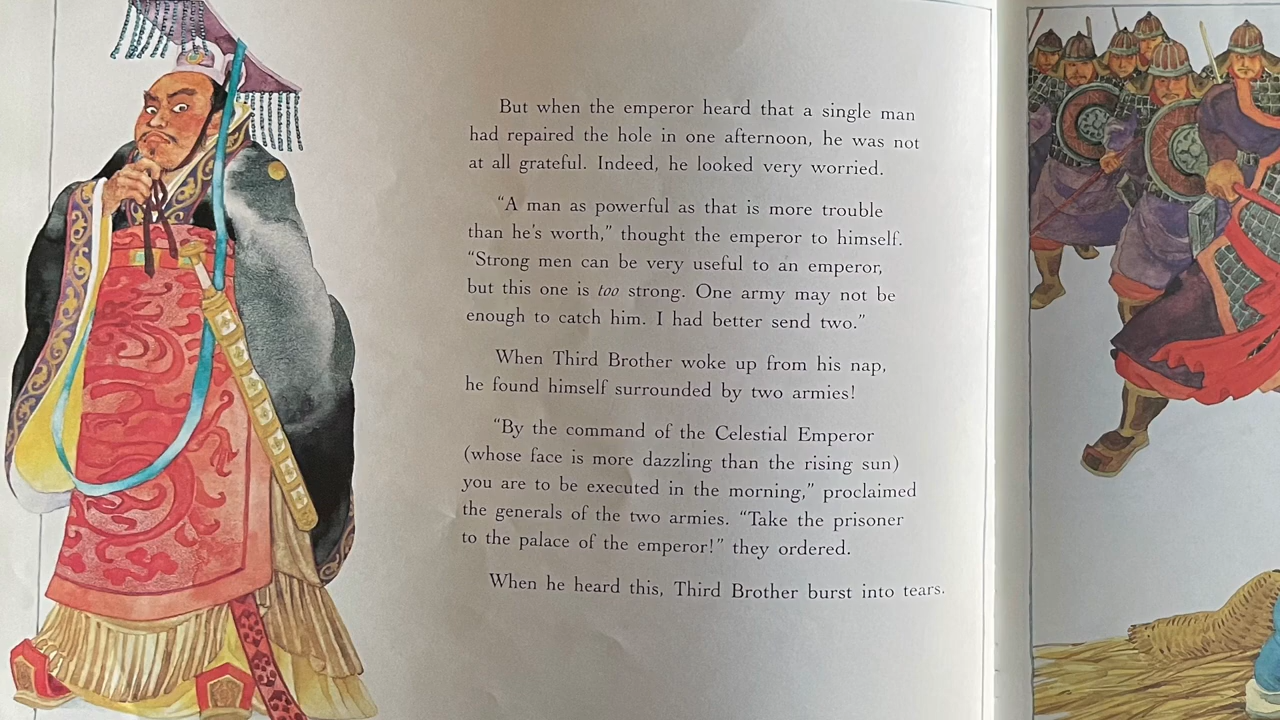 But when the emperor heard that a single man
had repaired the hole in one afternoon, he was not
at all grateful. Indeed, he looked very worried.
“A man as powerful as that is more trouble
than he’s worth,” thought the emperor to himself.
“Strong men can be very useful to an emperor,
but this one is too strong. One army may not be
enough to catch him. I had better send two.”
When Third Brother woke up from his nap,
he found himself surrounded by two armies!
“By the command of the Celestial Emperor
(whose face is more dazzling than the rising sun)
you are to be executed in the morning,” proclaimed
the generals of the two armies. “Take the prisoner
to the palace of the emperor!” they ordered.
When he heard this, Third Brother burst into tears.